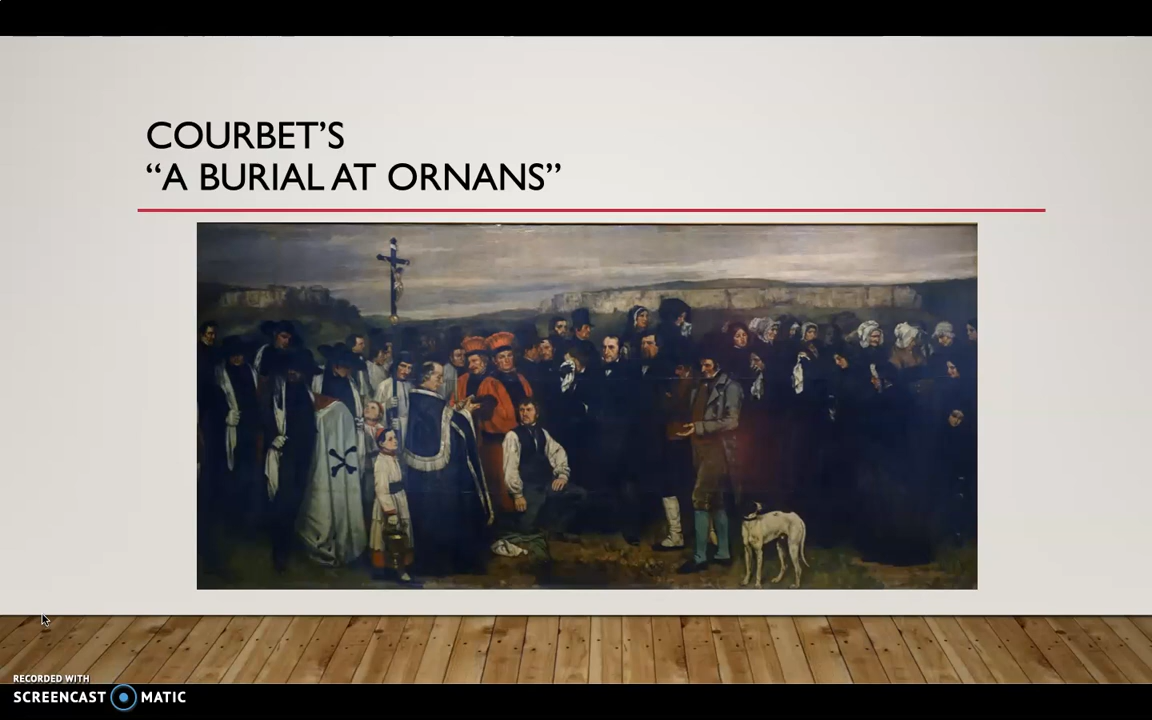 COURBET’S
“A BURIAL AT ORNANS”
RECORDED WITH
SCREENCAST MATIC